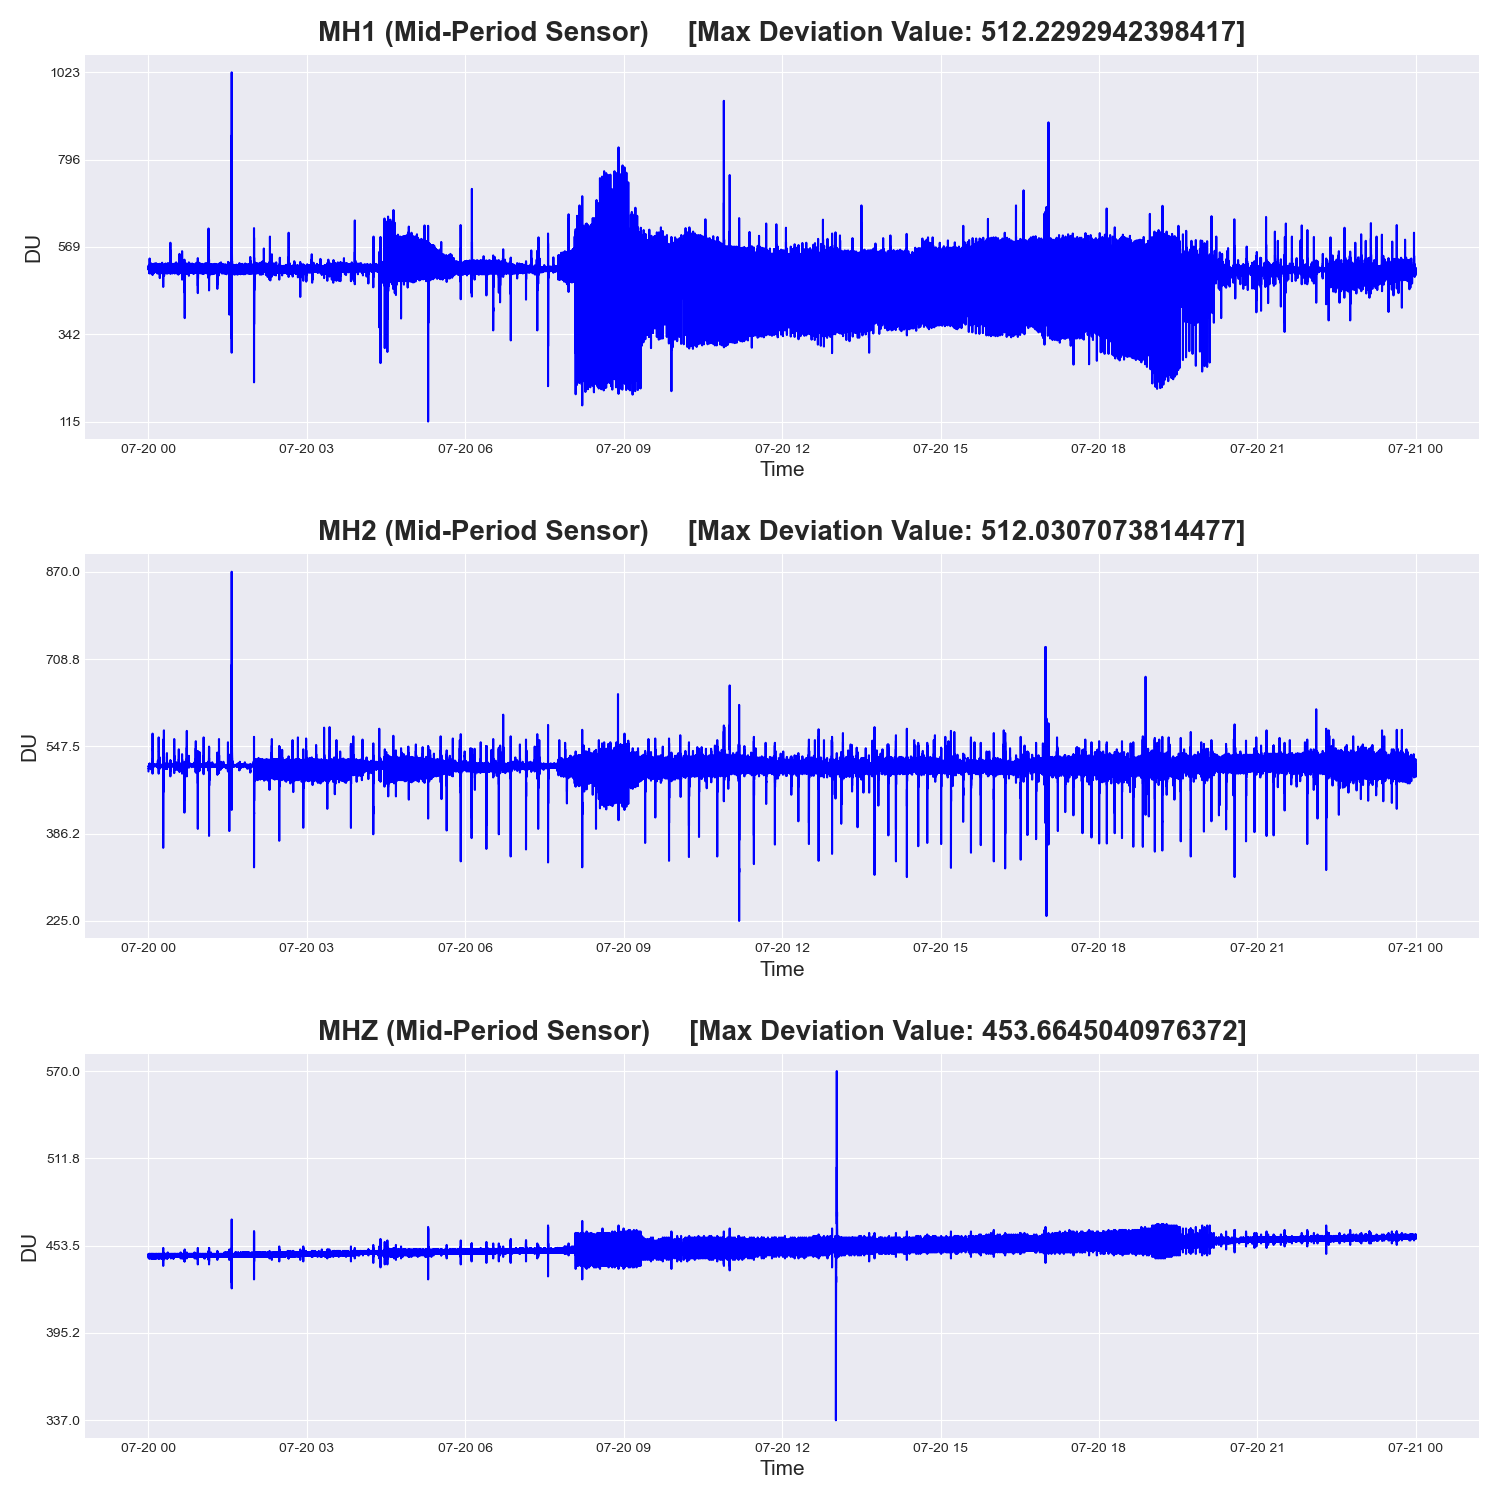 MH1 (Mid-Period Sensor) [Max Deviation Value: 512.2292942398417]
1023
796
569
342
115
DU
07-20 00 07-20 03 07-20 06 07-20 09 07-20 12 07-20 15 07-20 18 07-20 21 07-21 00
Time
MH2 (Mid-Period Sensor) [Max Deviation Value: 512.0307073814477]
870.0
708.8
547.5
386.2
225.0
DU
07-20 00 07-20 03 07-20 06 07-20 09 07-20 12 07-20 15 07-20 18 07-20 21 07-21 00
Time
MHZ (Mid-Period Sensor) [Max Deviation Value: 453.6645040976372]
570.0
511.8
453.5
395.2
337.0
DU
07-20 00 07-20 03 07-20 06 07-20 09 07-20 12 07-20 15 07-20 18 07-20 21 07-21 00
Time